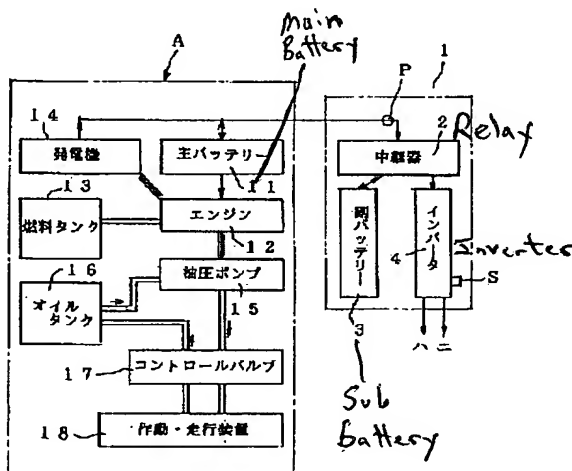 A
Main
Battery
1
P
14
2
Relay
発電機
主バッテリー
中継器
13
11
燃料タンク
エンジン
12
副バッテリー
インバータ
4
Inverter
16
油圧ポンプ
S
オイル
タンク
15
3
ハ ニ
17
コントロールバルブ
Sub
battery
18
作動・走行装置